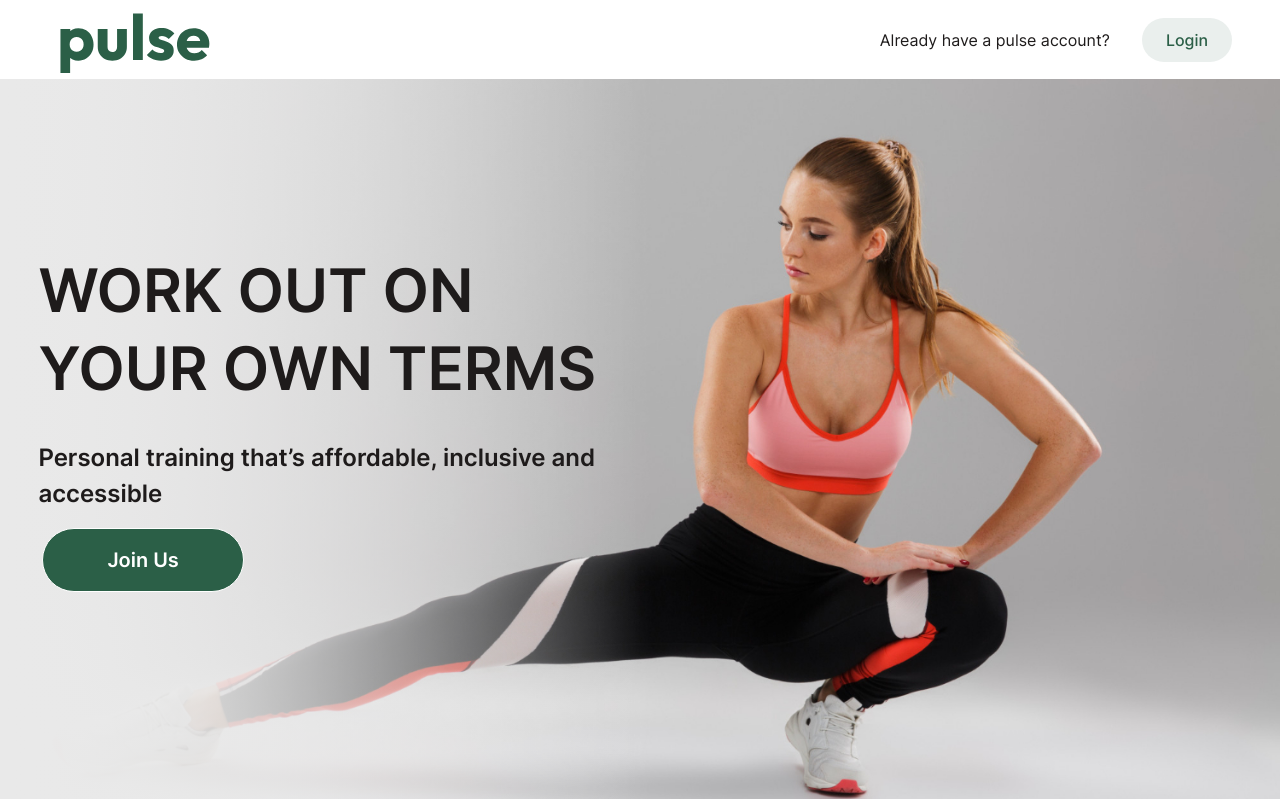 pulse
Already have a pulse account?
Login
WORK OUT ON
YOUR OWN TERMS
Personal training that’s affordable, inclusive and
accessible
Join Us